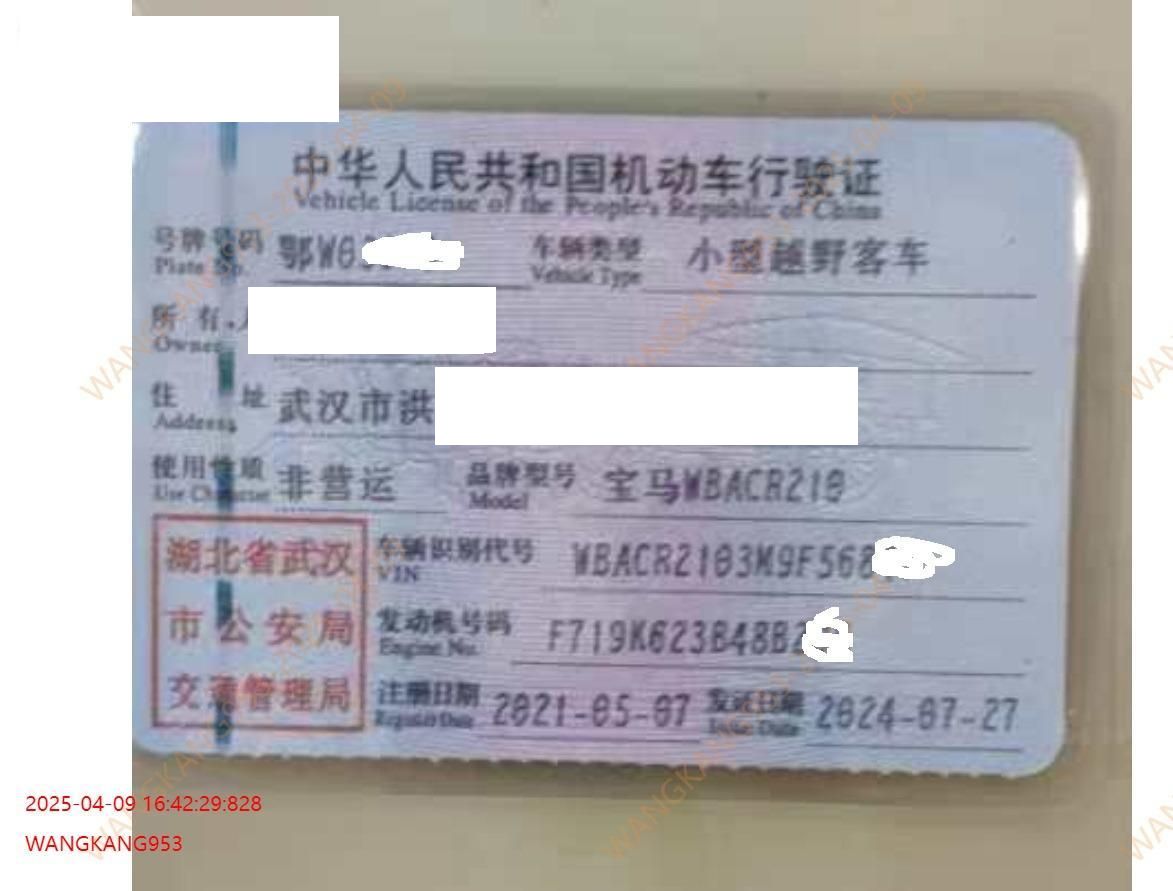 中华人民共和国机动车行驶证
Vehicle License of the People's Republic of China
号牌号码 鄂W03 车辆类型 小型越野客车
Plate No. Vehicle Type
所有人
Owner
住址 武汉市洪
Address
使用性质 非营运 品牌型号 宝马WBACR210
Use Character Model
湖北省武汉 车辆识别代号 WBACR2103M9F568
VIN
市公安局 发动机号码 F719K623B48B2
Engine No.
交通管理局 注册日期 2021-05-07 发证日期 2024-07-27
Register Date Issue Date
2025-04-09 16:42:29:828
WANGKANG953